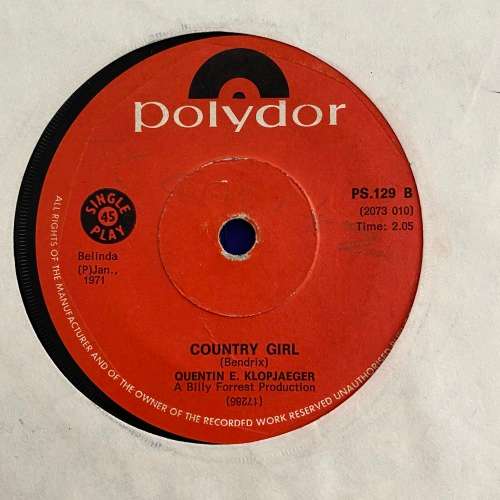 polydor
PS.129 B
(2073 010)
Time: 2.05
SINGLE
45
PLAY
Belinda
(P)Jan.,
1971
COUNTRY GIRL
(Bendrix)
QUENTIN E. KLOPJAEGER
A Billy Forrest Production
(17286)
ALL RIGHTS OF THE MANUFACTURER AND OF THE OWNER OF THE RECORDED WORK RESERVED UNAUTHORISED